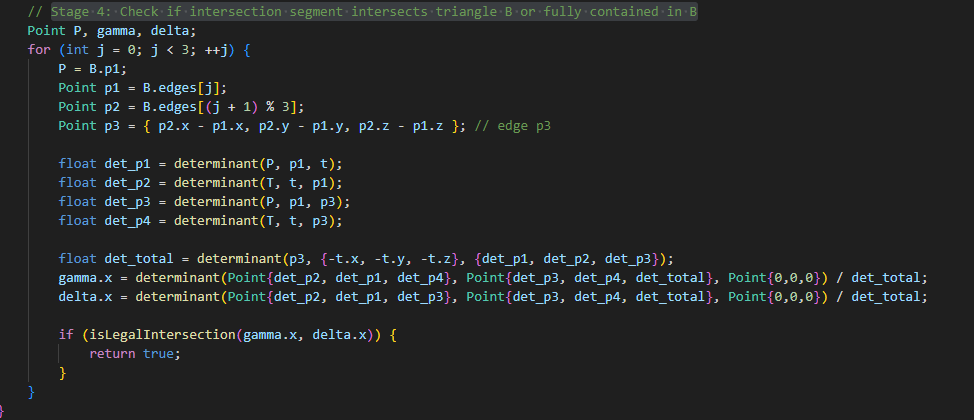 // Stage 4: Check if intersection segment intersects triangle B or fully contained in B
Point P, gamma, delta;
for (int j = 0; j < 3; ++j) {
P = B.p1;
Point p1 = B.edges[j];
Point p2 = B.edges[(j + 1) % 3];
Point p3 = { p2.x - p1.x, p2.y - p1.y, p2.z - p1.z }; // edge p3
float det_p1 = determinant(P, p1, t);
float det_p2 = determinant(T, t, p1);
float det_p3 = determinant(P, p1, p3);
float det_p4 = determinant(T, t, p3);
float det_total = determinant(p3, {-t.x, -t.y, -t.z}, {det_p1, det_p2, det_p3});
gamma.x = determinant(Point{det_p2, det_p1, det_p4}, Point{det_p3, det_p4, det_total}, Point{0,0,0}) / det_total;
delta.x = determinant(Point{det_p2, det_p1, det_p3}, Point{det_p3, det_p4, det_total}, Point{0,0,0}) / det_total;
if (isLegalIntersection(gamma.x, delta.x)) {
return true;
}
}
}